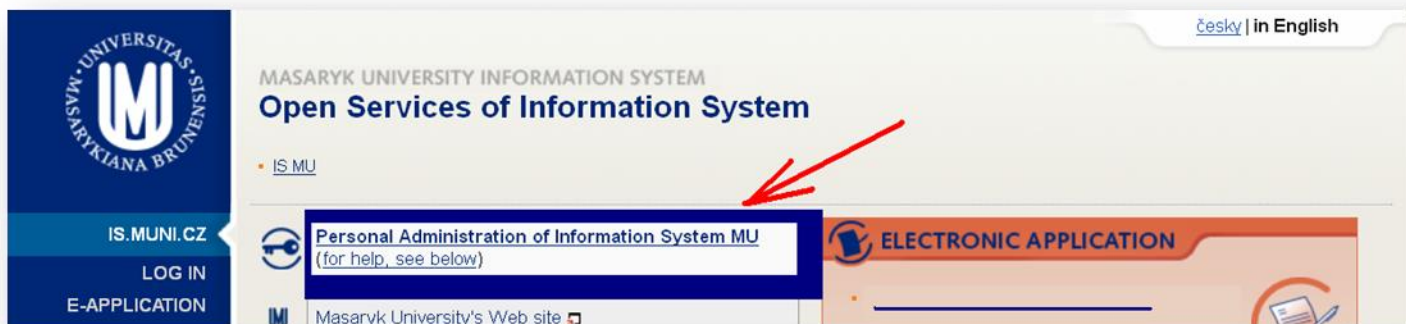 UNIVERSITAS • MASARYKIANA BRUNENSIS •
česky | in English
MASARYK UNIVERSITY INFORMATION SYSTEM
Open Services of Information System
IS MU
IS.MUNI.CZ
LOG IN
E-APPLICATION
Personal Administration of Information System MU
(for help, see below)
Masaryk University's Web site
ELECTRONIC APPLICATION